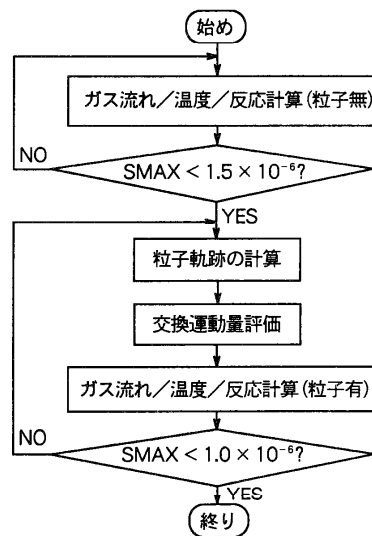 始め
ガス流れ/温度/反応計算(粒子無)
NO
SMAX < 1.5 × 10⁻⁶?
YES
粒子軌跡の計算
交換運動量評価
ガス流れ/温度/反応計算(粒子有)
NO
SMAX < 1.0 × 10⁻⁶?
YES
終り